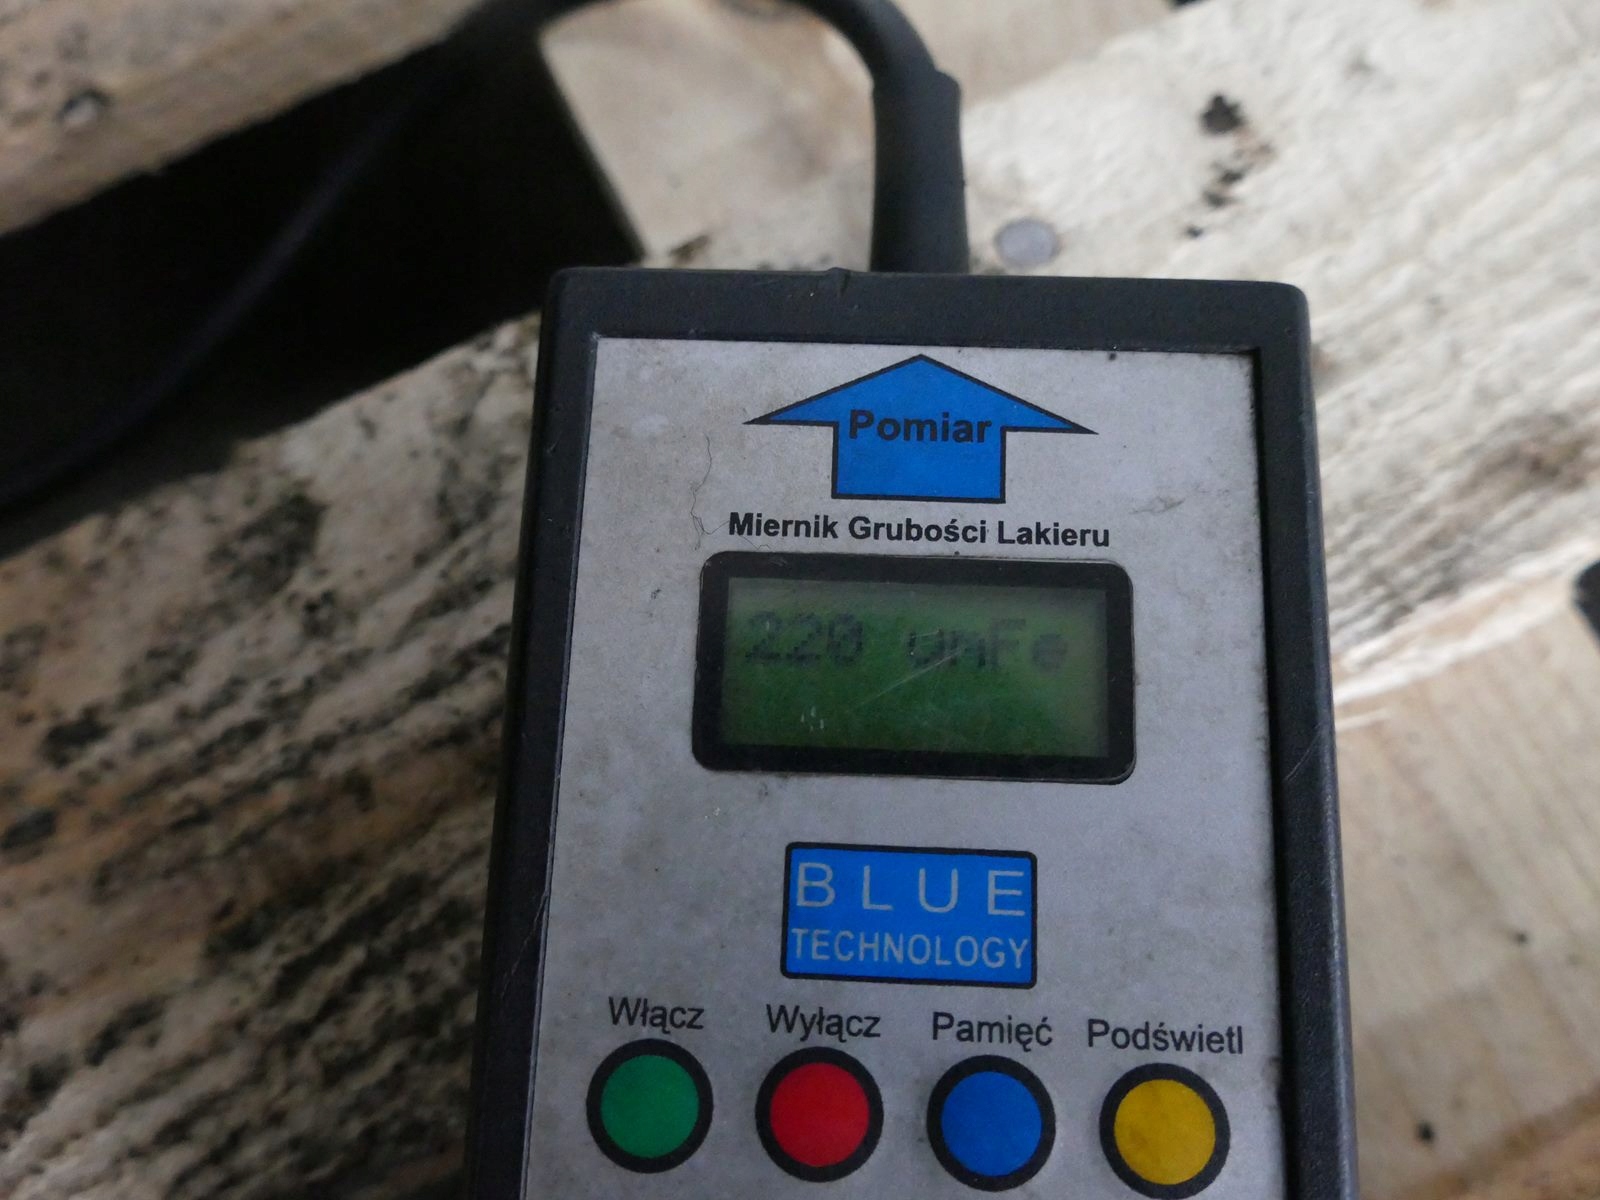 Pomiar
Miernik Grubości Lakieru
220 umFe
BLUE
TECHNOLOGY
Włącz Wyłącz Pamięć Podświetl